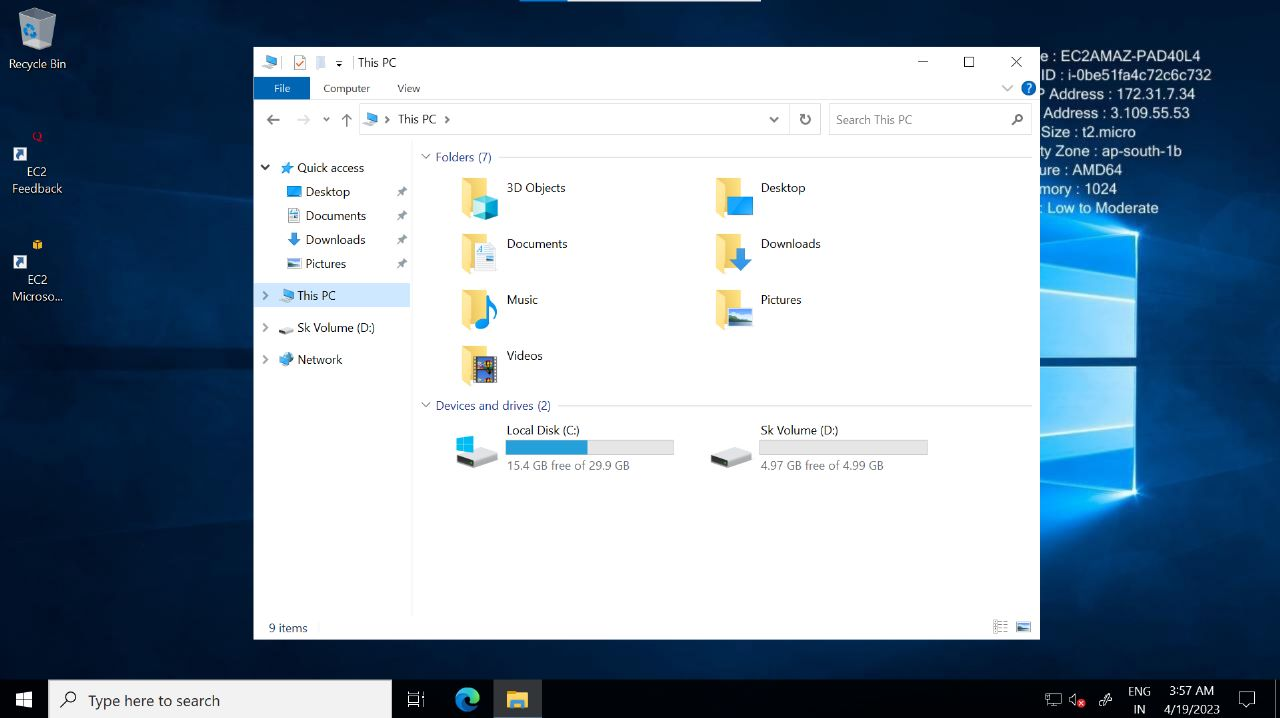 Recycle Bin
EC2
Feedback
EC2
Microso...
This PC
File
Computer
View
This PC
Search This PC
Quick access
Desktop
Documents
Downloads
Pictures
This PC
Sk Volume (D:)
Network
Folders (7)
3D Objects
Desktop
Documents
Downloads
Music
Pictures
Videos
Devices and drives (2)
Local Disk (C:)
15.4 GB free of 29.9 GB
Sk Volume (D:)
4.97 GB free of 4.99 GB
9 items
e : EC2AMAZ-PAD40L4
ID : i-0be51fa4c72c6c732
P Address : 172.31.7.34
Address : 3.109.55.53
Size : t2.micro
ty Zone : ap-south-1b
ure : AMD64
mory : 1024
: Low to Moderate
Type here to search
ENG
IN
3:57 AM
4/19/2023